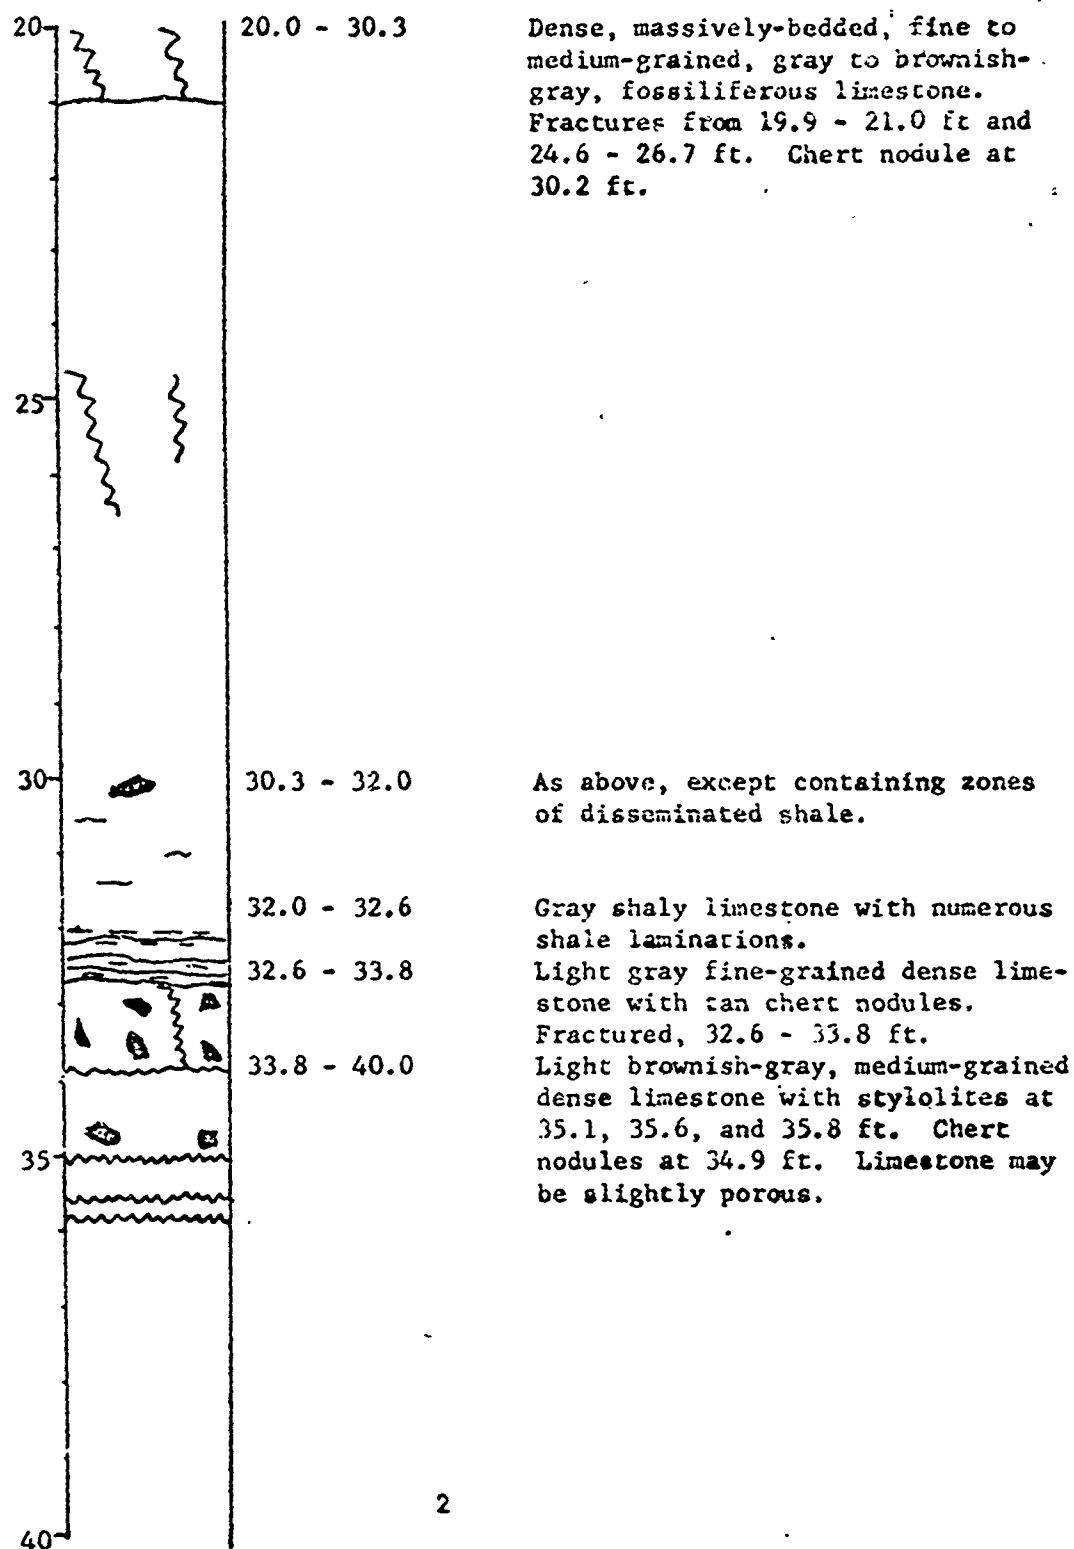 20
20.0 - 30.3
Dense, massively-bedded, fine to
medium-grained, gray to brownish-
gray, fossiliferous limestone.
Fractures from 19.9 - 21.0 ft and
24.6 - 26.7 ft. Chert nodule at
30.2 ft.
25
30
30.3 - 32.0
As above, except containing zones
of disseminated shale.
32.0 - 32.6
Gray shaly limestone with numerous
shale laminations.
32.6 - 33.8
Light gray fine-grained dense lime-
stone with tan chert nodules.
Fractured, 32.6 - 33.8 ft.
33.8 - 40.0
Light brownish-gray, medium-grained
dense limestone with stylolites at
35.1, 35.6, and 35.8 ft. Chert
nodules at 34.9 ft. Limestone may
be slightly porous.
35
2
40